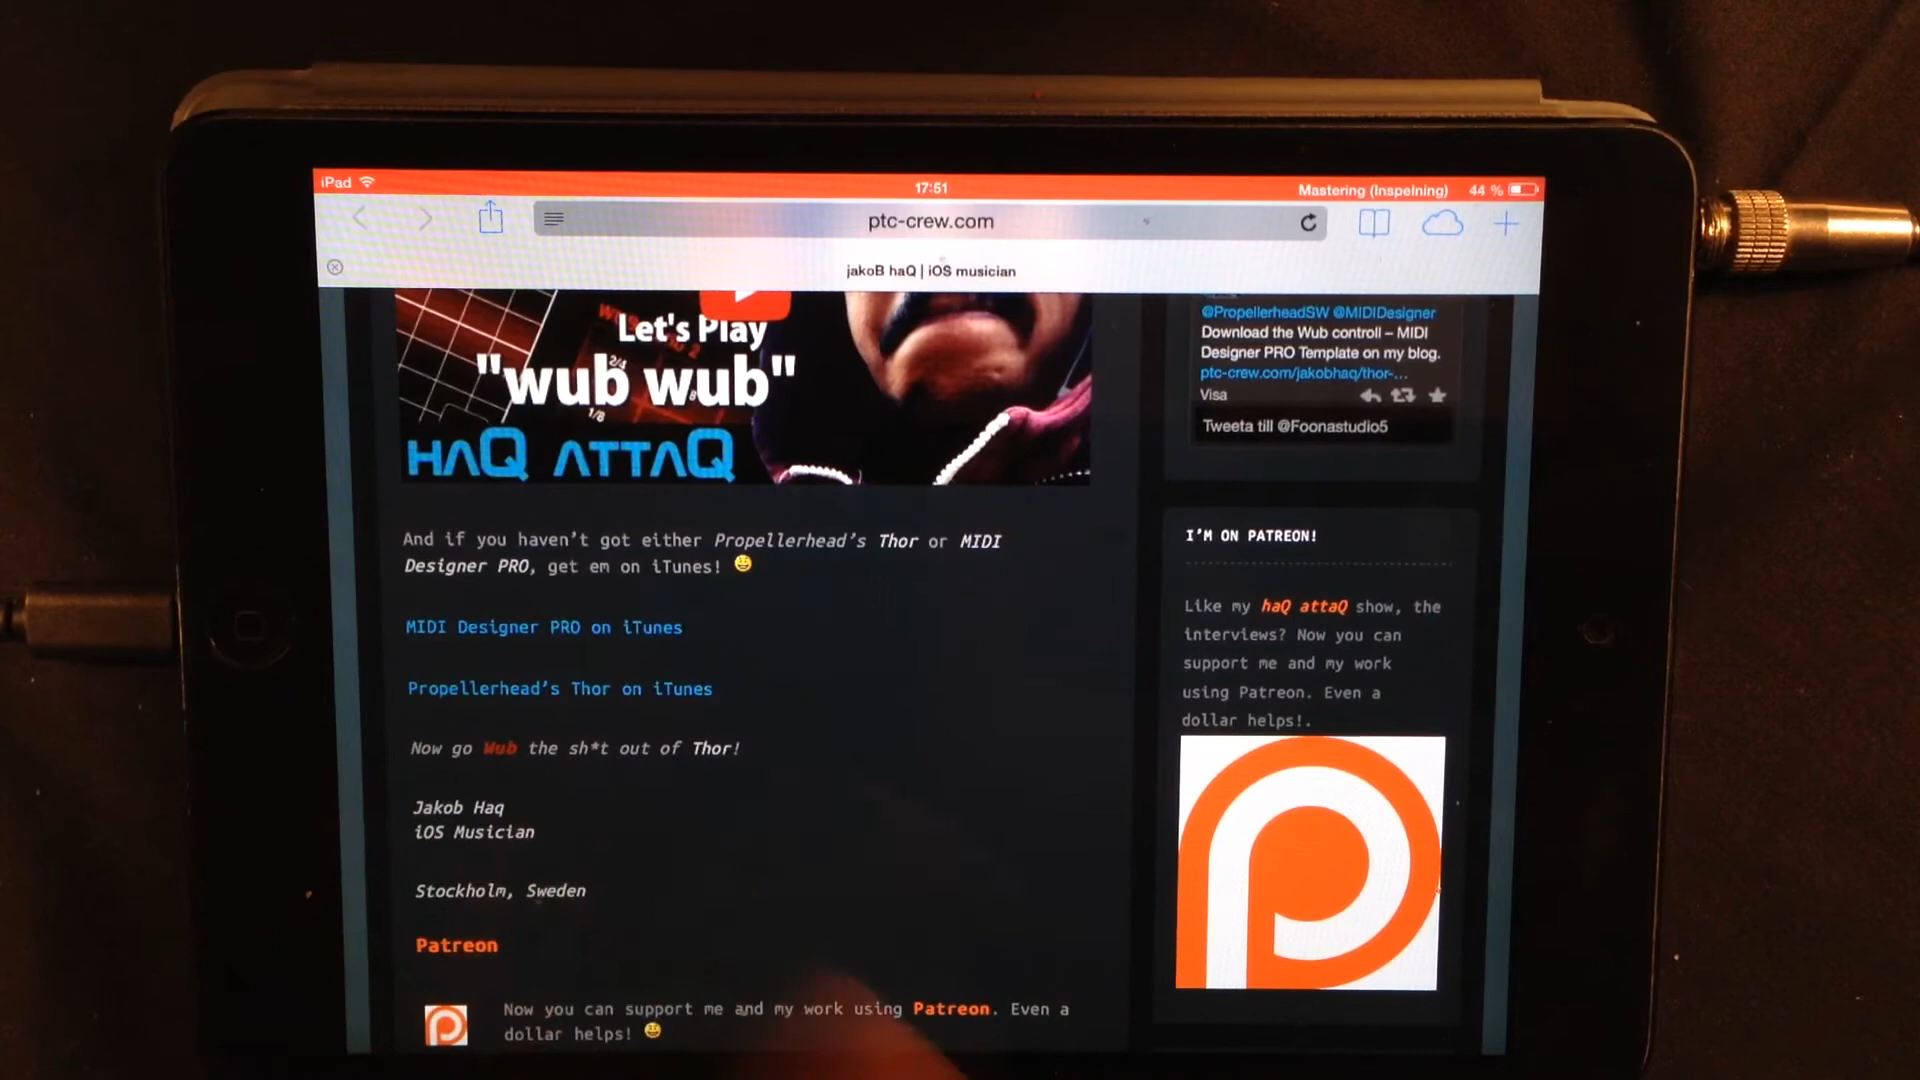 iPad
17:51
Mastering (Inspelning)
44 %
ptc-crew.com
jakoB haQ | iOS musician
Let's Play
"wub wub"
2/4
8
1/8
HAQ ATTAQ
@PropellerheadSW @MIDIDesigner
Download the Wub controll – MIDI
Designer PRO Template on my blog.
ptc-crew.com/jakobhaq/thor-...
Visa
Tweeta till @Foonastudio5
And if you haven't got either Propellerhead's Thor or MIDI
Designer PRO, get em on iTunes!
MIDI Designer PRO on iTunes
Propellerhead's Thor on iTunes
Now go Wub the sh*t out of Thor!
Jakob Haq
iOS Musician
Stockholm, Sweden
Patreon
Now you can support me and my work using Patreon. Even a
dollar helps!
I'M ON PATREON!
Like my haQ attaQ show, the
interviews? Now you can
support me and my work
using Patreon. Even a
dollar helps!.